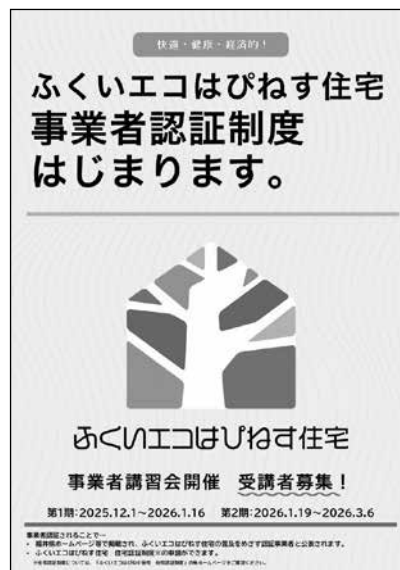 快適・健康・経済的！
ふくいエコはぴねす住宅
事業者認証制度
はじまります。
ふくいエコはぴねす住宅
事業者講習会開催 受講者募集！
第1期：2025.12.1～2026.1.16 第2期：2026.1.19～2026.3.6
事業者認証されることで…
・ 福井県ホームページ等で掲載され、ふくいエコはぴねす住宅の普及をめざす認証事業者と公表されます。
・ ふくいエコはぴねす住宅 住宅認証制度※の申請ができます。